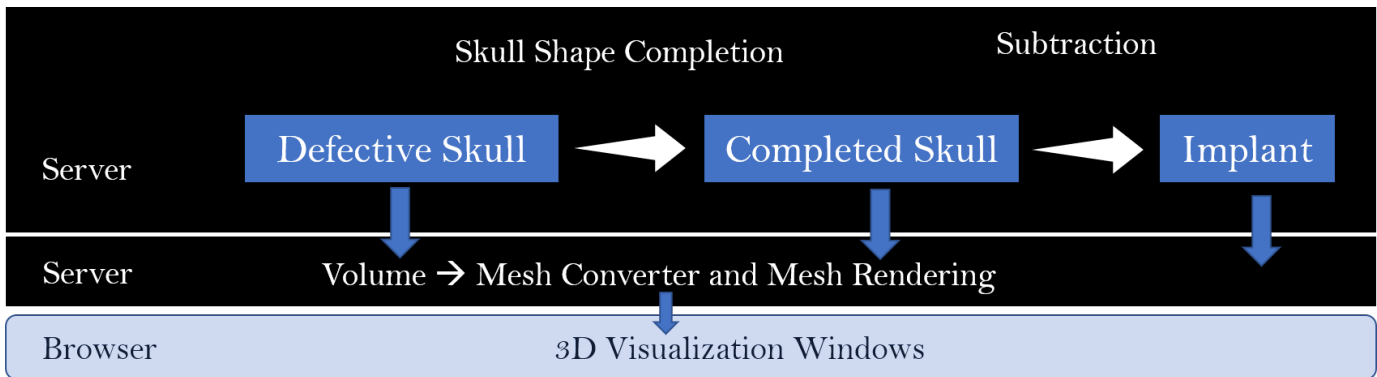 Skull Shape Completion
Subtraction
Server
Defective Skull
Completed Skull
Implant
Server
Volume → Mesh Converter and Mesh Rendering
Browser
3D Visualization Windows